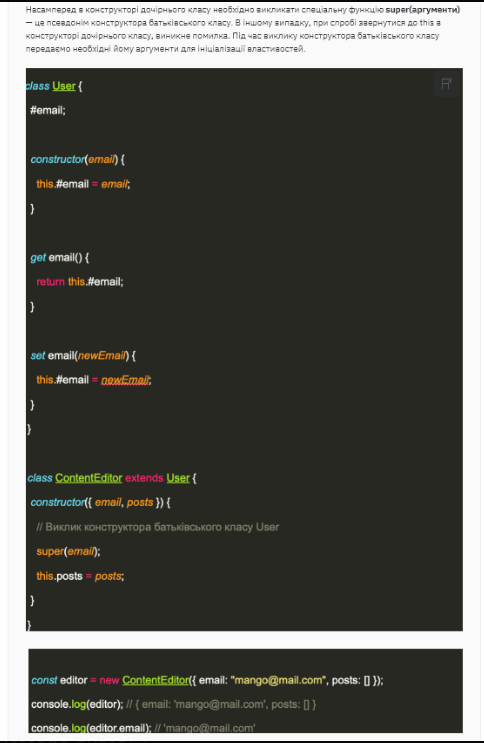 Насамперед в конструкторі дочірнього класу необхідно викликати спеціальну функцію super(аргументи)
— це псевдонім конструктора батьківського класу. В іншому випадку, при спробі звернутися до this в
конструкторі дочірнього класу, виникне помилка. Під час виклику конструктора батьківського класу
передаємо необхідні йому аргументи для ініціалізації властивостей.
class User {
#email;
constructor(email) {
this.#email = email;
}
get email() {
return this.#email;
}
set email(newEmail) {
this.#email = newEmail;
}
}
class ContentEditor extends User {
constructor({ email, posts }) {
// Виклик конструктора батьківського класу User
super(email);
this.posts = posts;
}
}
const editor = new ContentEditor({ email: "mango@mail.com", posts: [] });
console.log(editor); // { email: 'mango@mail.com', posts: [] }
console.log(editor.email); // 'mango@mail.com'